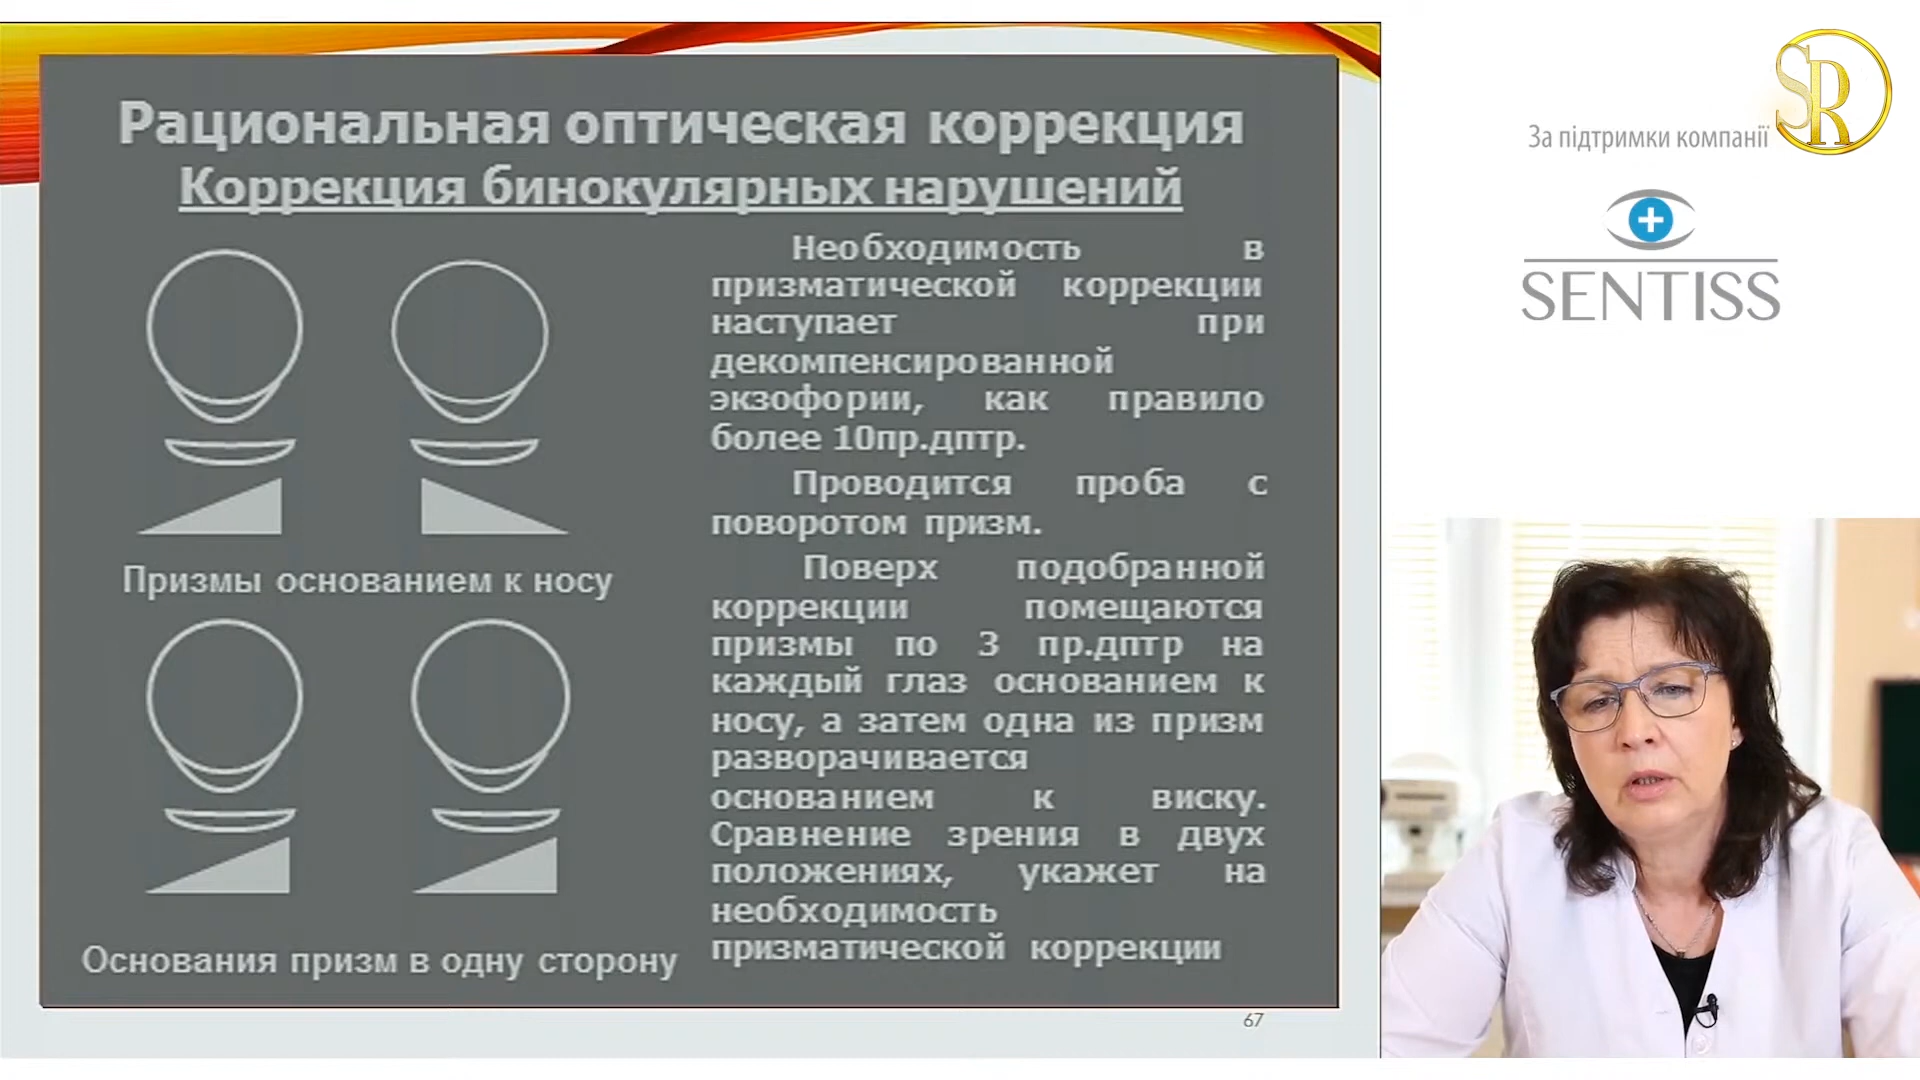 Рациональная оптическая коррекция
Коррекция бинокулярных нарушений
Необходимость в
призматической коррекции
наступает при
декомпенсированной
экзофории, как правило
более 10пр.дптр.
Проводится проба с
поворотом призм.
Поверх подобранной
коррекции помещаются
призмы по 3 пр.дптр на
каждый глаз основанием к
носу, а затем одна из призм
разворачивается
основанием к виску.
Сравнение зрения в двух
положениях, укажет на
необходимость
призматической коррекции
Призмы основанием к носу
Основания призм в одну сторону
67
За підтримки компанії
SR
SENTISS